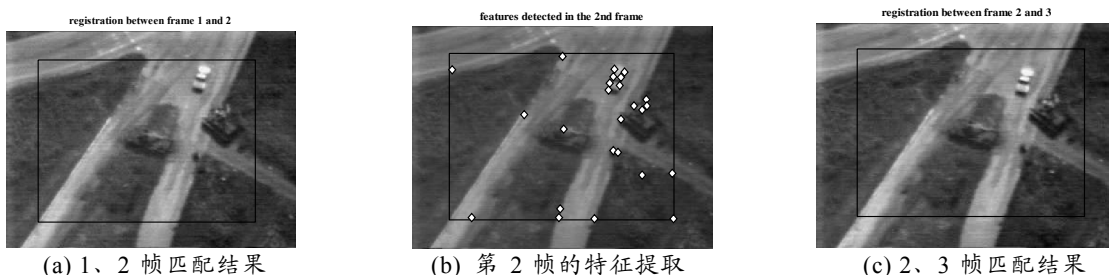 registration between frame 1 and 2
features detected in the 2nd frame
registration between frame 2 and 3
(a) 1、2 帧匹配结果
(b) 第 2 帧的特征提取
(c) 2、3 帧匹配结果